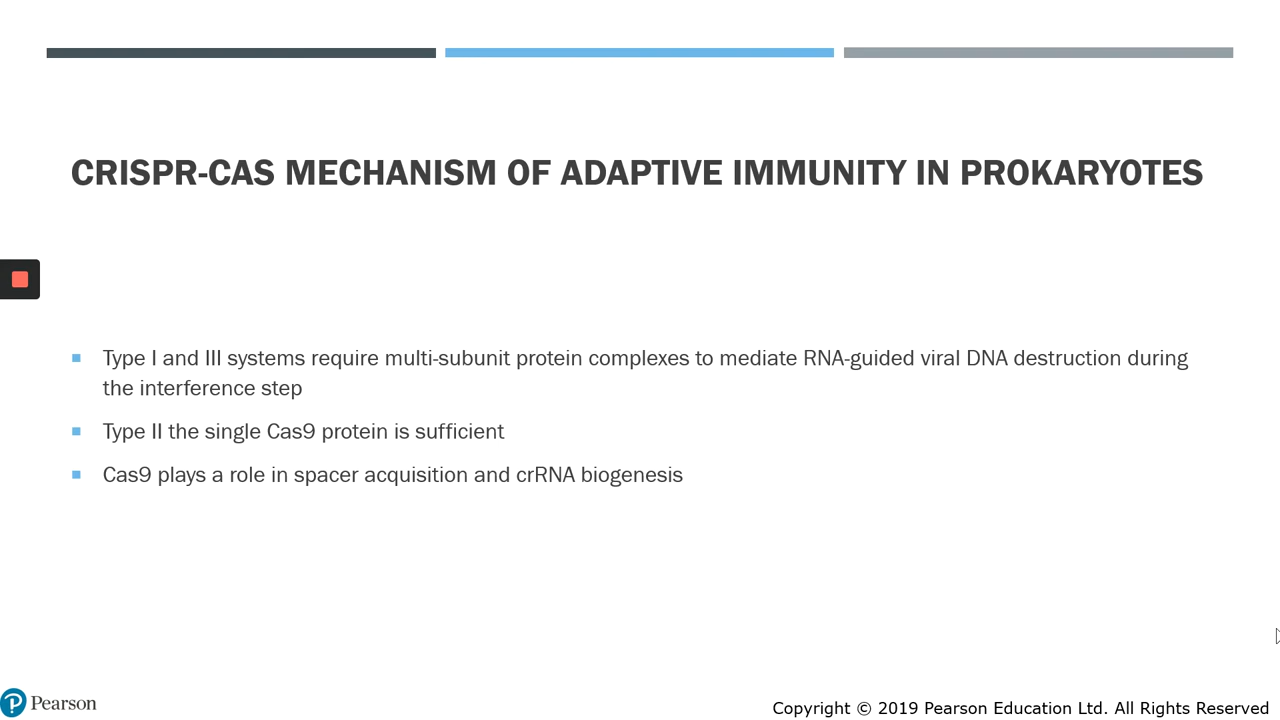 CRISPR-CAS MECHANISM OF ADAPTIVE IMMUNITY IN PROKARYOTES
Type I and III systems require multi-subunit protein complexes to mediate RNA-guided viral DNA destruction during
the interference step
Type II the single Cas9 protein is sufficient
Cas9 plays a role in spacer acquisition and crRNA biogenesis
Pearson
Copyright © 2019 Pearson Education Ltd. All Rights Reserved